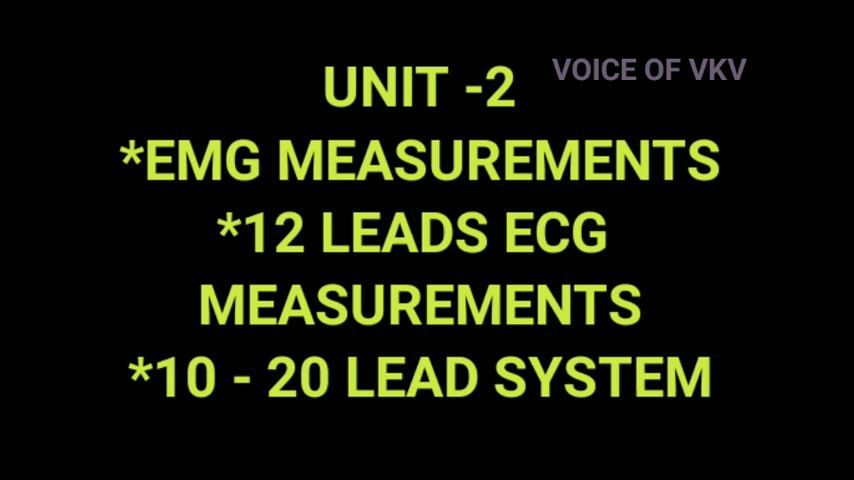 UNIT -2
VOICE OF VKV
*EMG MEASUREMENTS
*12 LEADS ECG
MEASUREMENTS
*10 - 20 LEAD SYSTEM